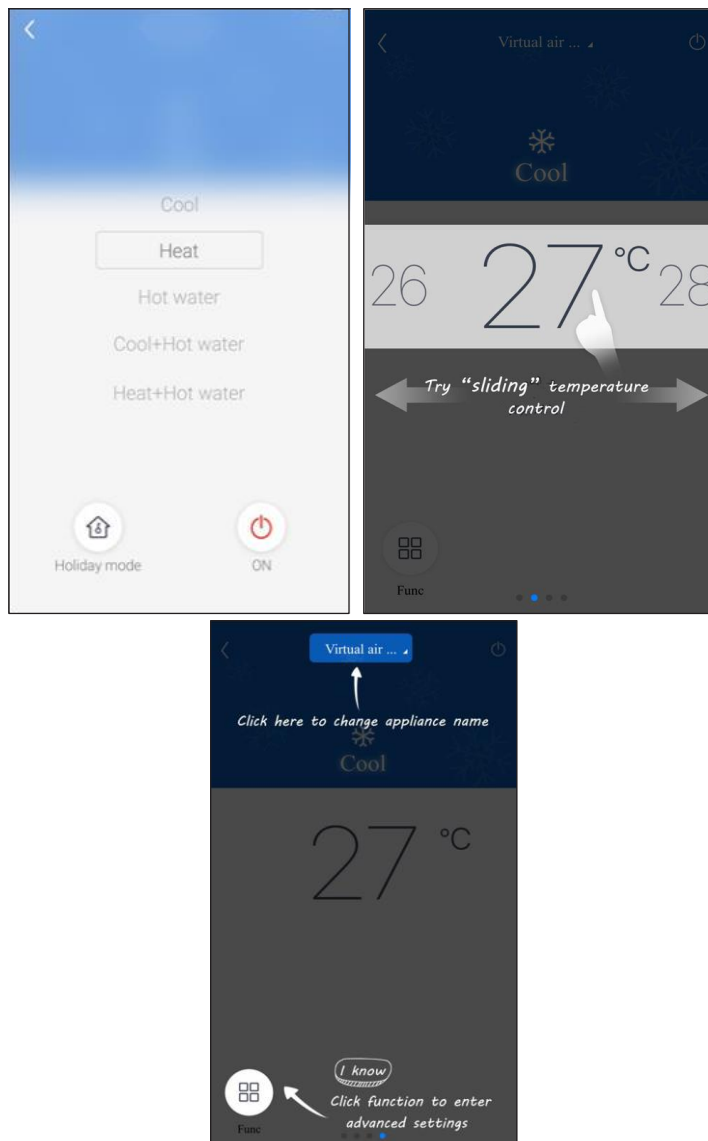 Cool
Heat
Hot water
Cool+Hot water
Heat+Hot water
Holiday mode
ON
Virtual air ...
Cool
26 27 °C 28
Try “sliding” temperature
control
Func
Virtual air ...
Click here to change appliance name
Cool
27 °C
I know
Click function to enter
advanced settings
Func